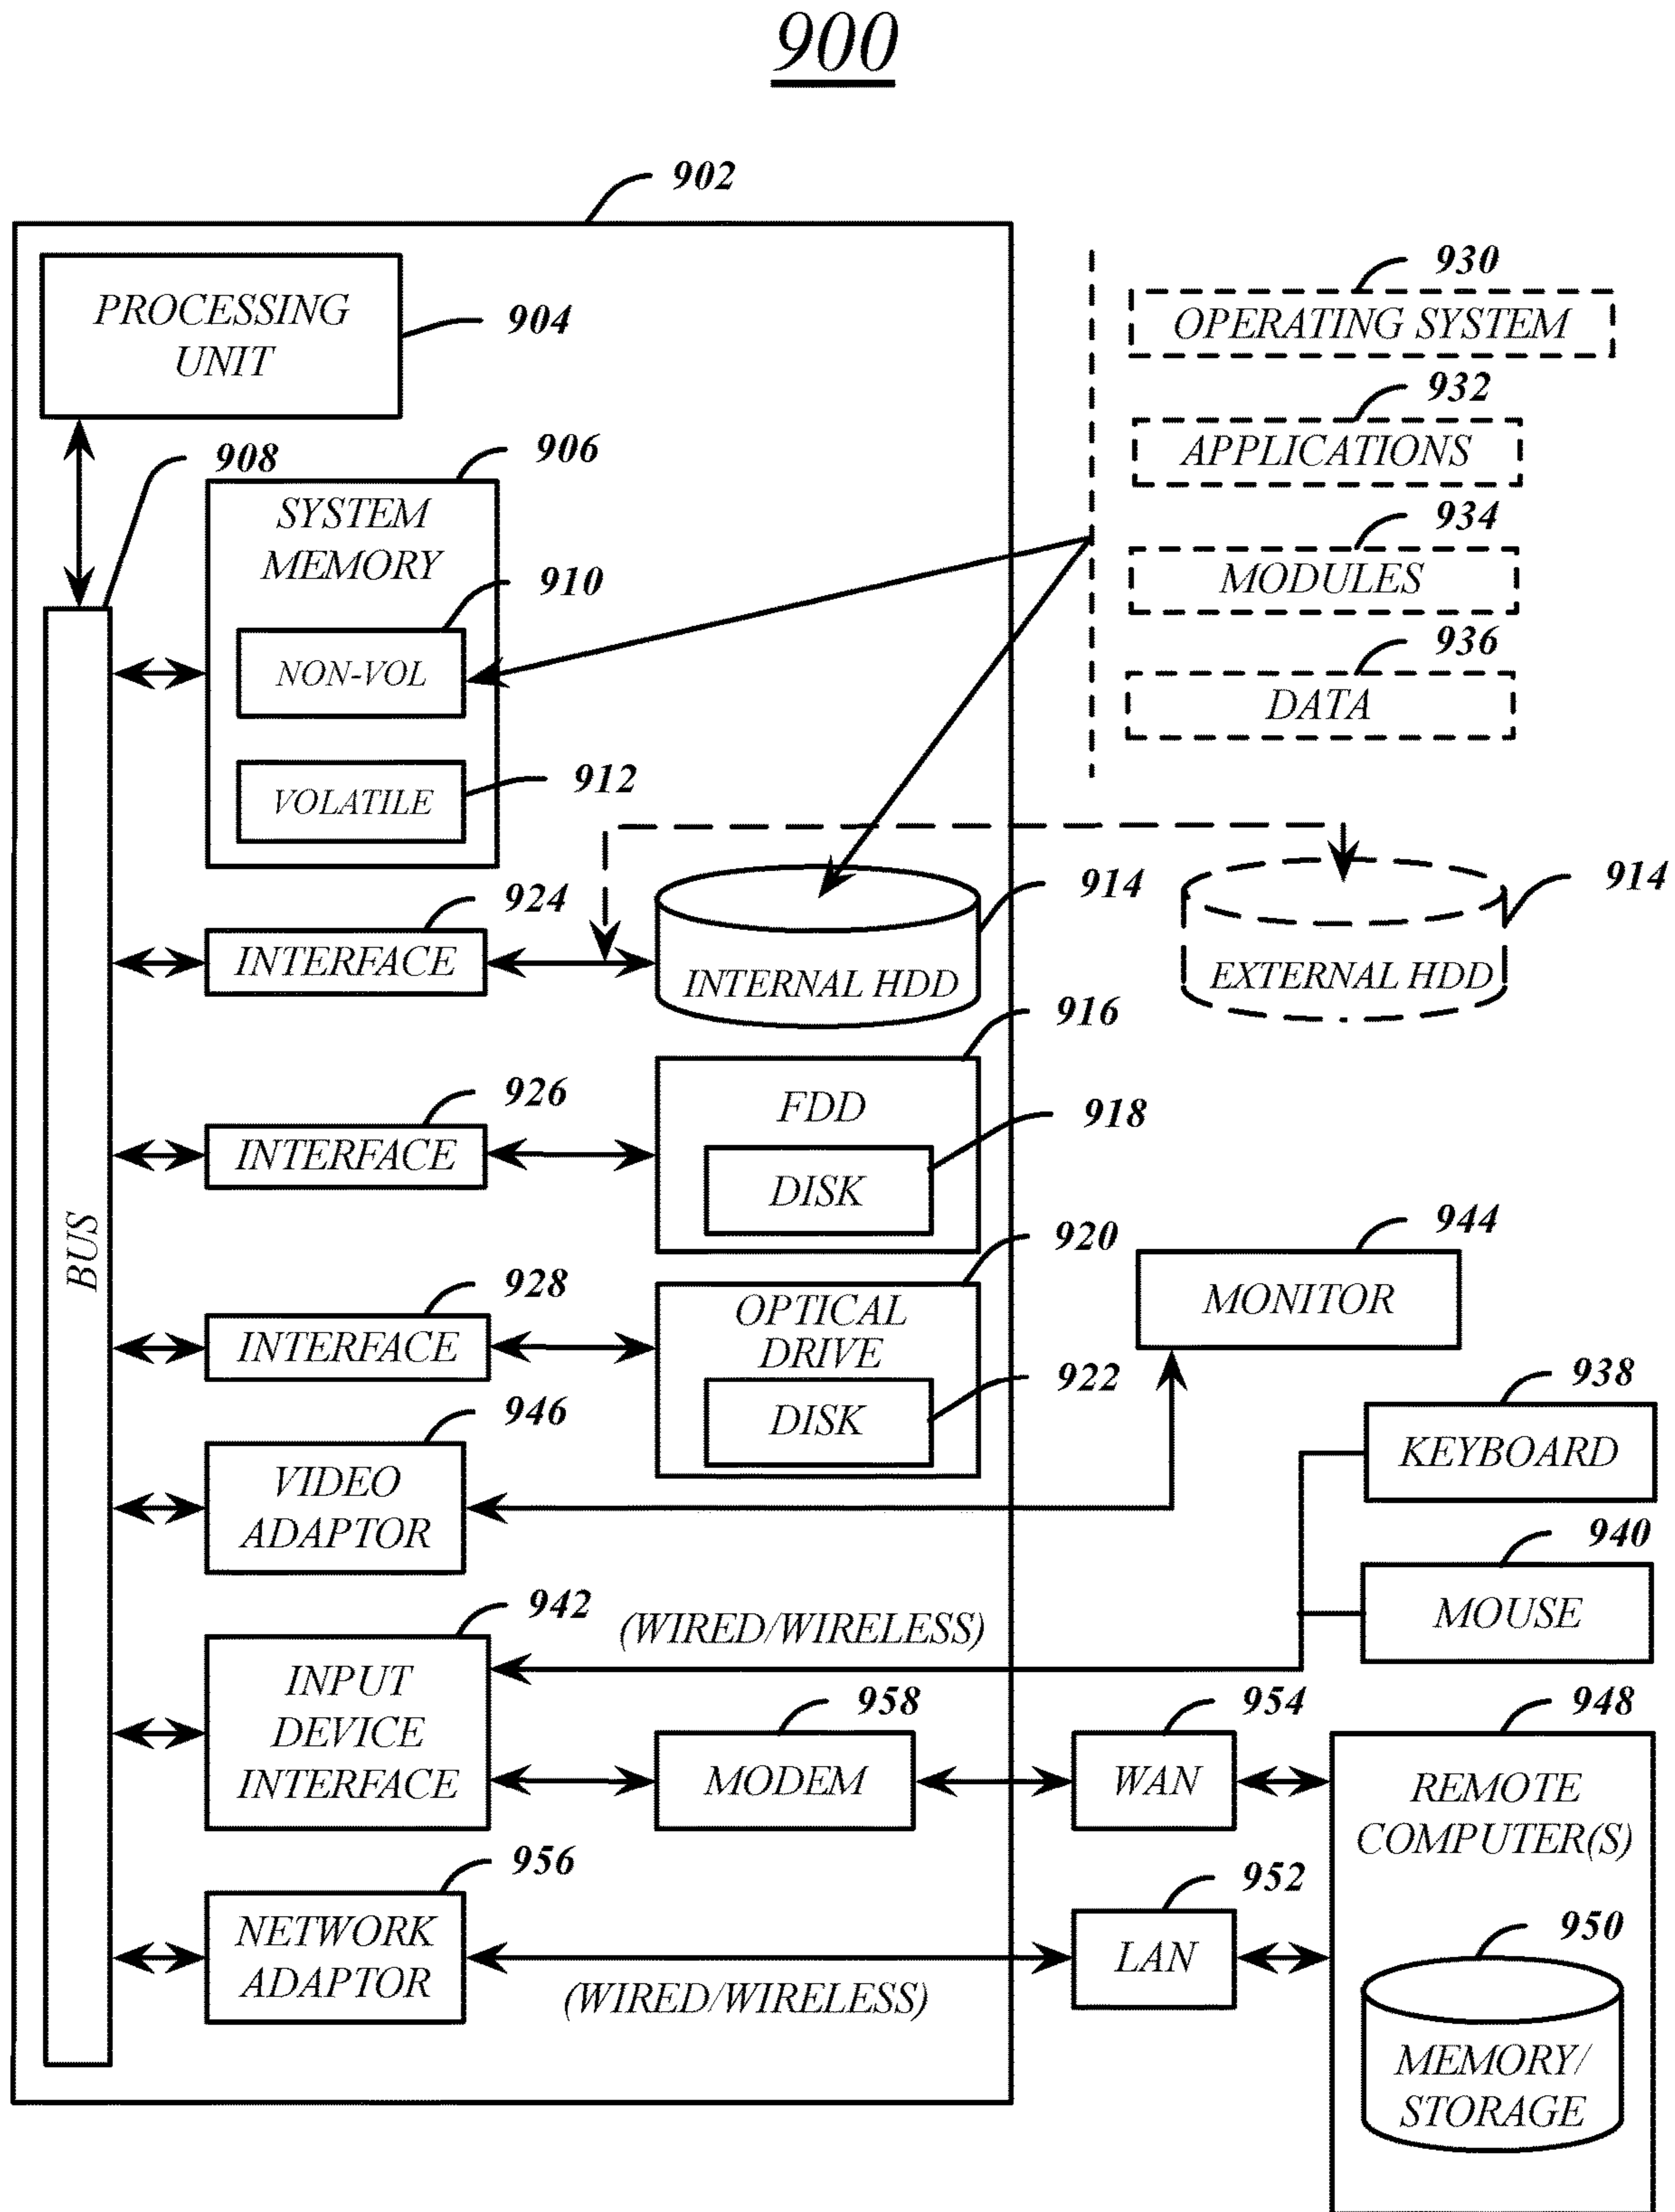 900
902
PROCESSING
UNIT
904
930
OPERATING SYSTEM
932
APPLICATIONS
934
MODULES
936
DATA
908
906
SYSTEM
MEMORY
910
NON-VOL
912
VOLATILE
924
INTERFACE
914
INTERNAL HDD
914
EXTERNAL HDD
916
FDD
918
DISK
926
INTERFACE
BUS
920
OPTICAL
DRIVE
922
DISK
928
INTERFACE
944
MONITOR
946
VIDEO
ADAPTOR
938
KEYBOARD
940
MOUSE
942
INPUT
DEVICE
INTERFACE
(WIRED/WIRELESS)
958
MODEM
954
WAN
948
REMOTE
COMPUTER(S)
956
NETWORK
ADAPTOR
(WIRED/WIRELESS)
952
LAN
950
MEMORY/
STORAGE